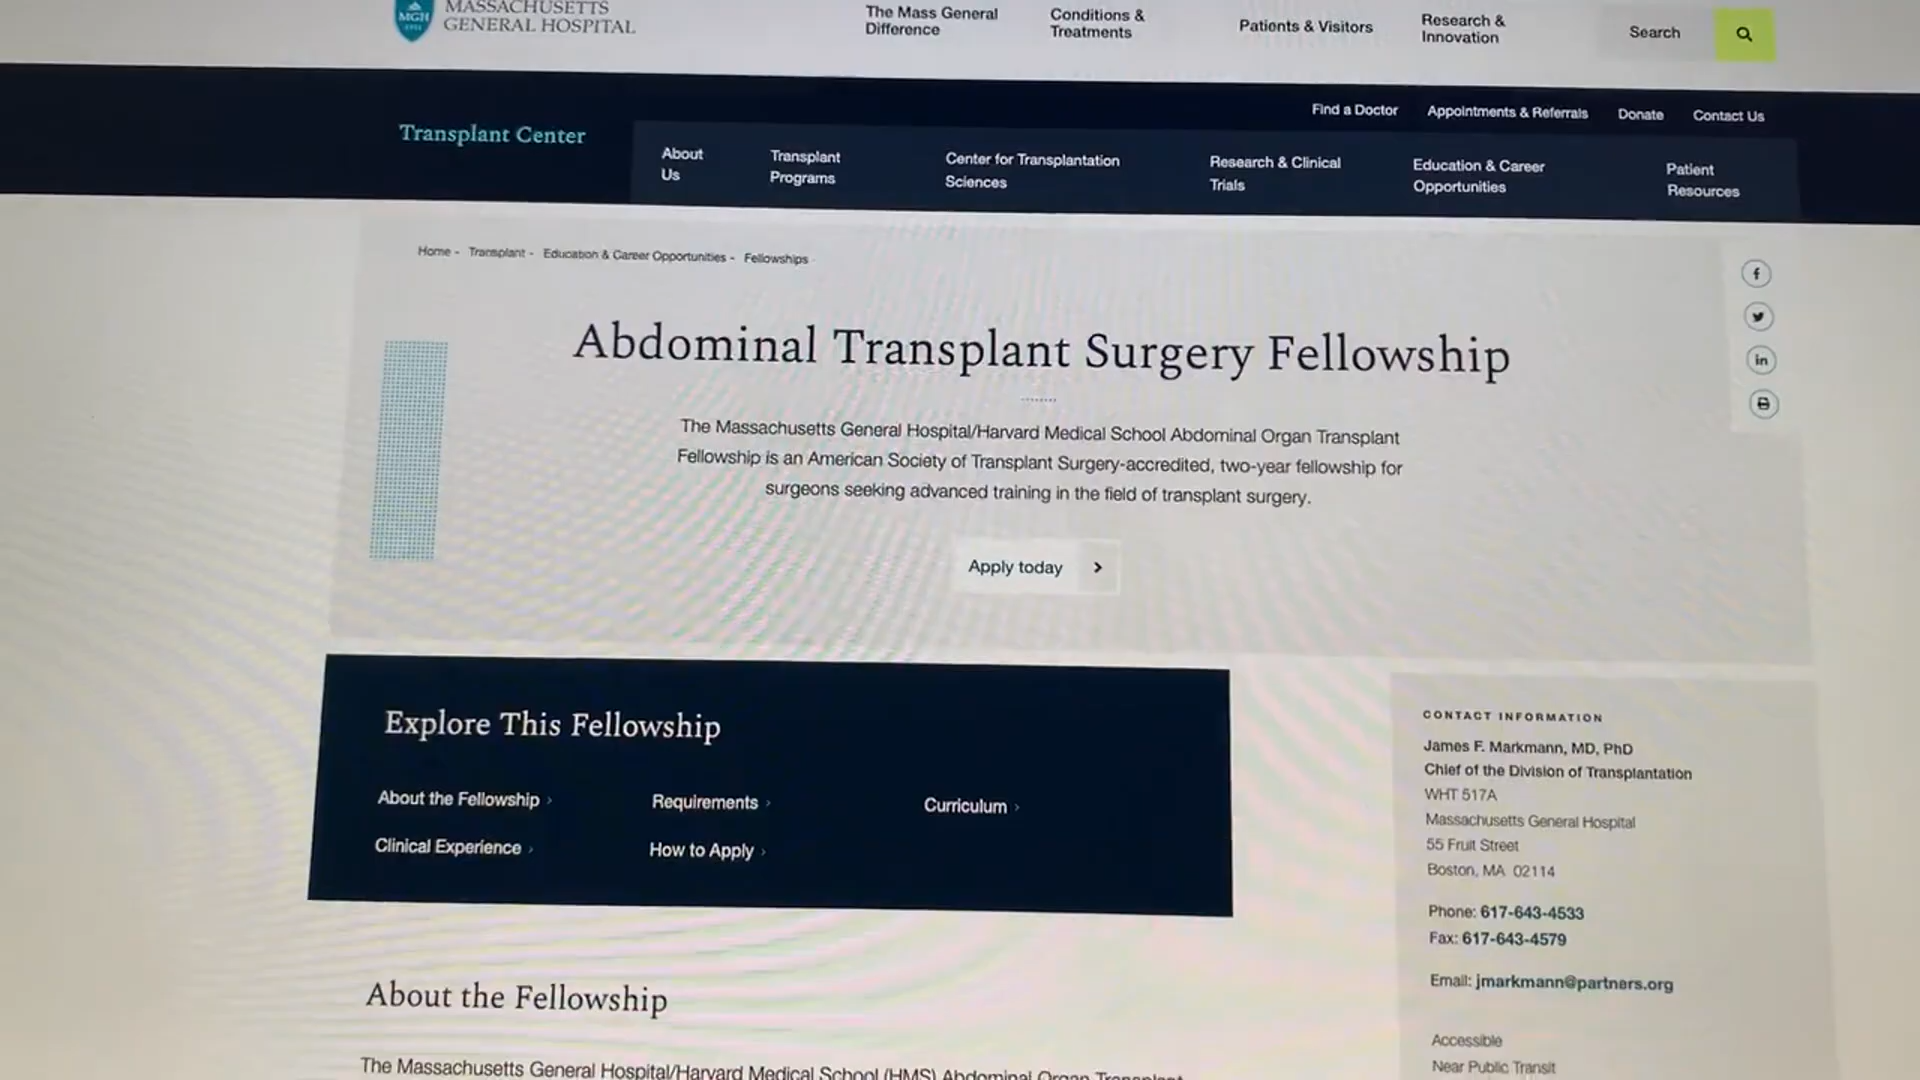 MASSACHUSETTS
GENERAL HOSPITAL
MGH
1811
The Mass General
Difference
Conditions &
Treatments
Patients & Visitors
Research &
Innovation
Search
Find a Doctor
Appointments & Referrals
Donate
Contact Us
Transplant Center
About
Us
Transplant
Programs
Center for Transplantation
Sciences
Research & Clinical
Trials
Education & Career
Opportunities
Patient
Resources
Home - Transplant - Education & Career Opportunities - Fellowships
Abdominal Transplant Surgery Fellowship
The Massachusetts General Hospital/Harvard Medical School Abdominal Organ Transplant
Fellowship is an American Society of Transplant Surgery-accredited, two-year fellowship for
surgeons seeking advanced training in the field of transplant surgery.
Apply today
Explore This Fellowship
About the Fellowship
Requirements
Curriculum
Clinical Experience
How to Apply
CONTACT INFORMATION
James F. Markmann, MD, PhD
Chief of the Division of Transplantation
WHT 517A
Massachusetts General Hospital
55 Fruit Street
Boston, MA 02114
Phone: 617-643-4533
Fax: 617-643-4579
Email: jmarkmann@partners.org
Accessible
Near Public Transit
About the Fellowship
The Massachusetts General Hospital/Harvard Medical School (HMS) Abdominal Organ Transplant